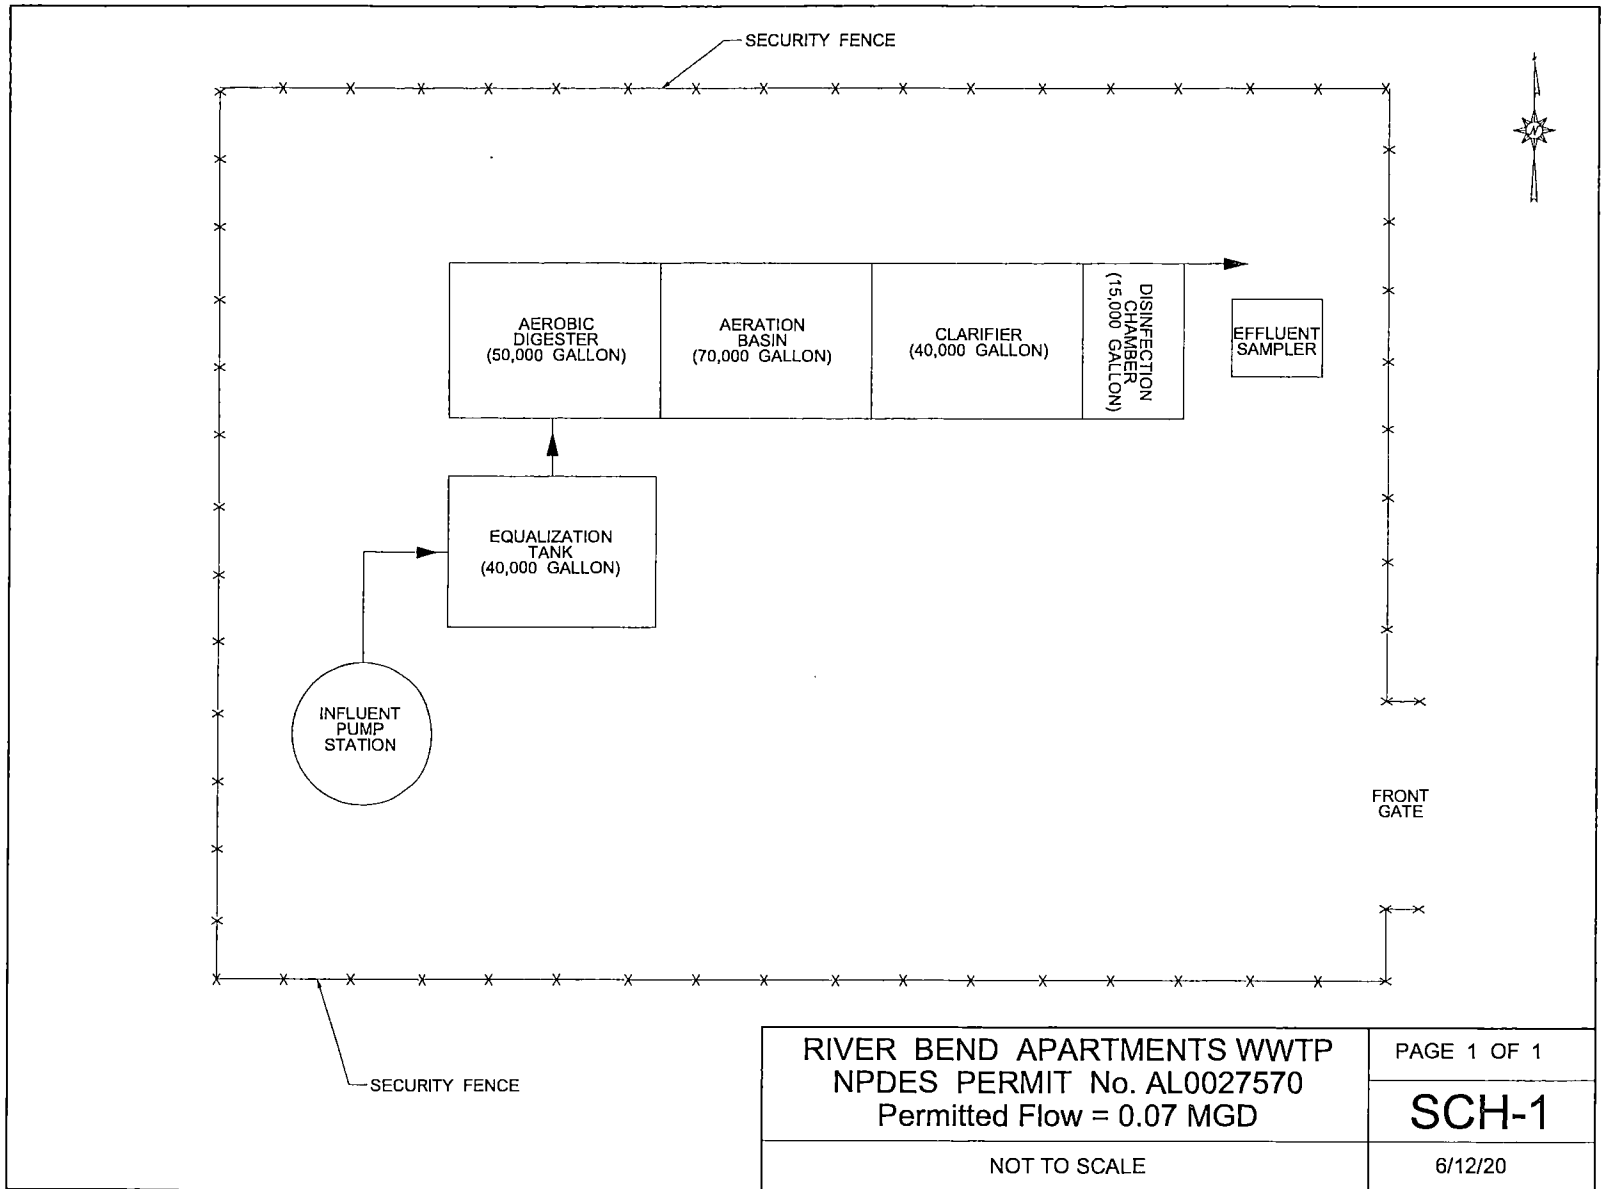 SECURITY FENCE
N
AEROBIC
DIGESTER
(50,000 GALLON)
AERATION
BASIN
(70,000 GALLON)
CLARIFIER
(40,000 GALLON)
DISINFECTION
CHAMBER
(15,000 GALLON)
EFFLUENT
SAMPLER
EQUALIZATION
TANK
(40,000 GALLON)
INFLUENT
PUMP
STATION
FRONT
GATE
SECURITY FENCE
RIVER BEND APARTMENTS WWTP
NPDES PERMIT No. AL0027570
Permitted Flow = 0.07 MGD
NOT TO SCALE
PAGE 1 OF 1
SCH-1
6/12/20